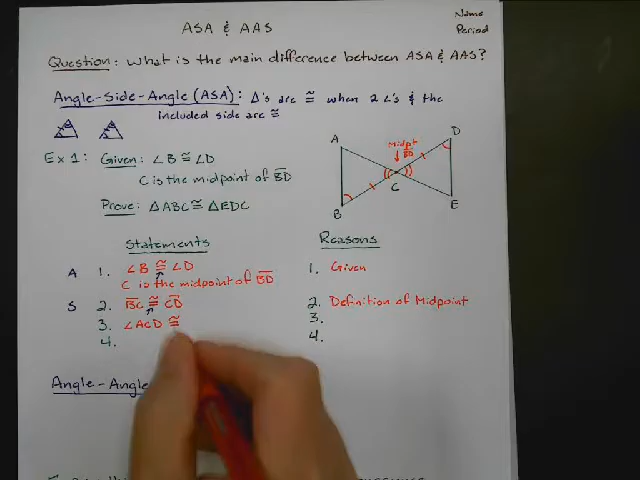 Name
ASA & AAS
Period
Question: What is the main difference between ASA & AAS?
Angle-Side-Angle (ASA): Δ's are ≅ when 2 ∠'s & the
included side are ≅
Ex 1: Given: ∠B ≅ ∠D
C is the midpoint of BD
Prove: ΔABC ≅ ΔEDC
A
D
Midpt
BD
C
B
E
Statements
Reasons
A 1. ∠B ≅ ∠D
1. Given
C is the midpoint of BD
S 2. BC ≅ CD
2. Definition of Midpoint
3. ∠ACD ≅
3.
4.
4.
Angle-Angle